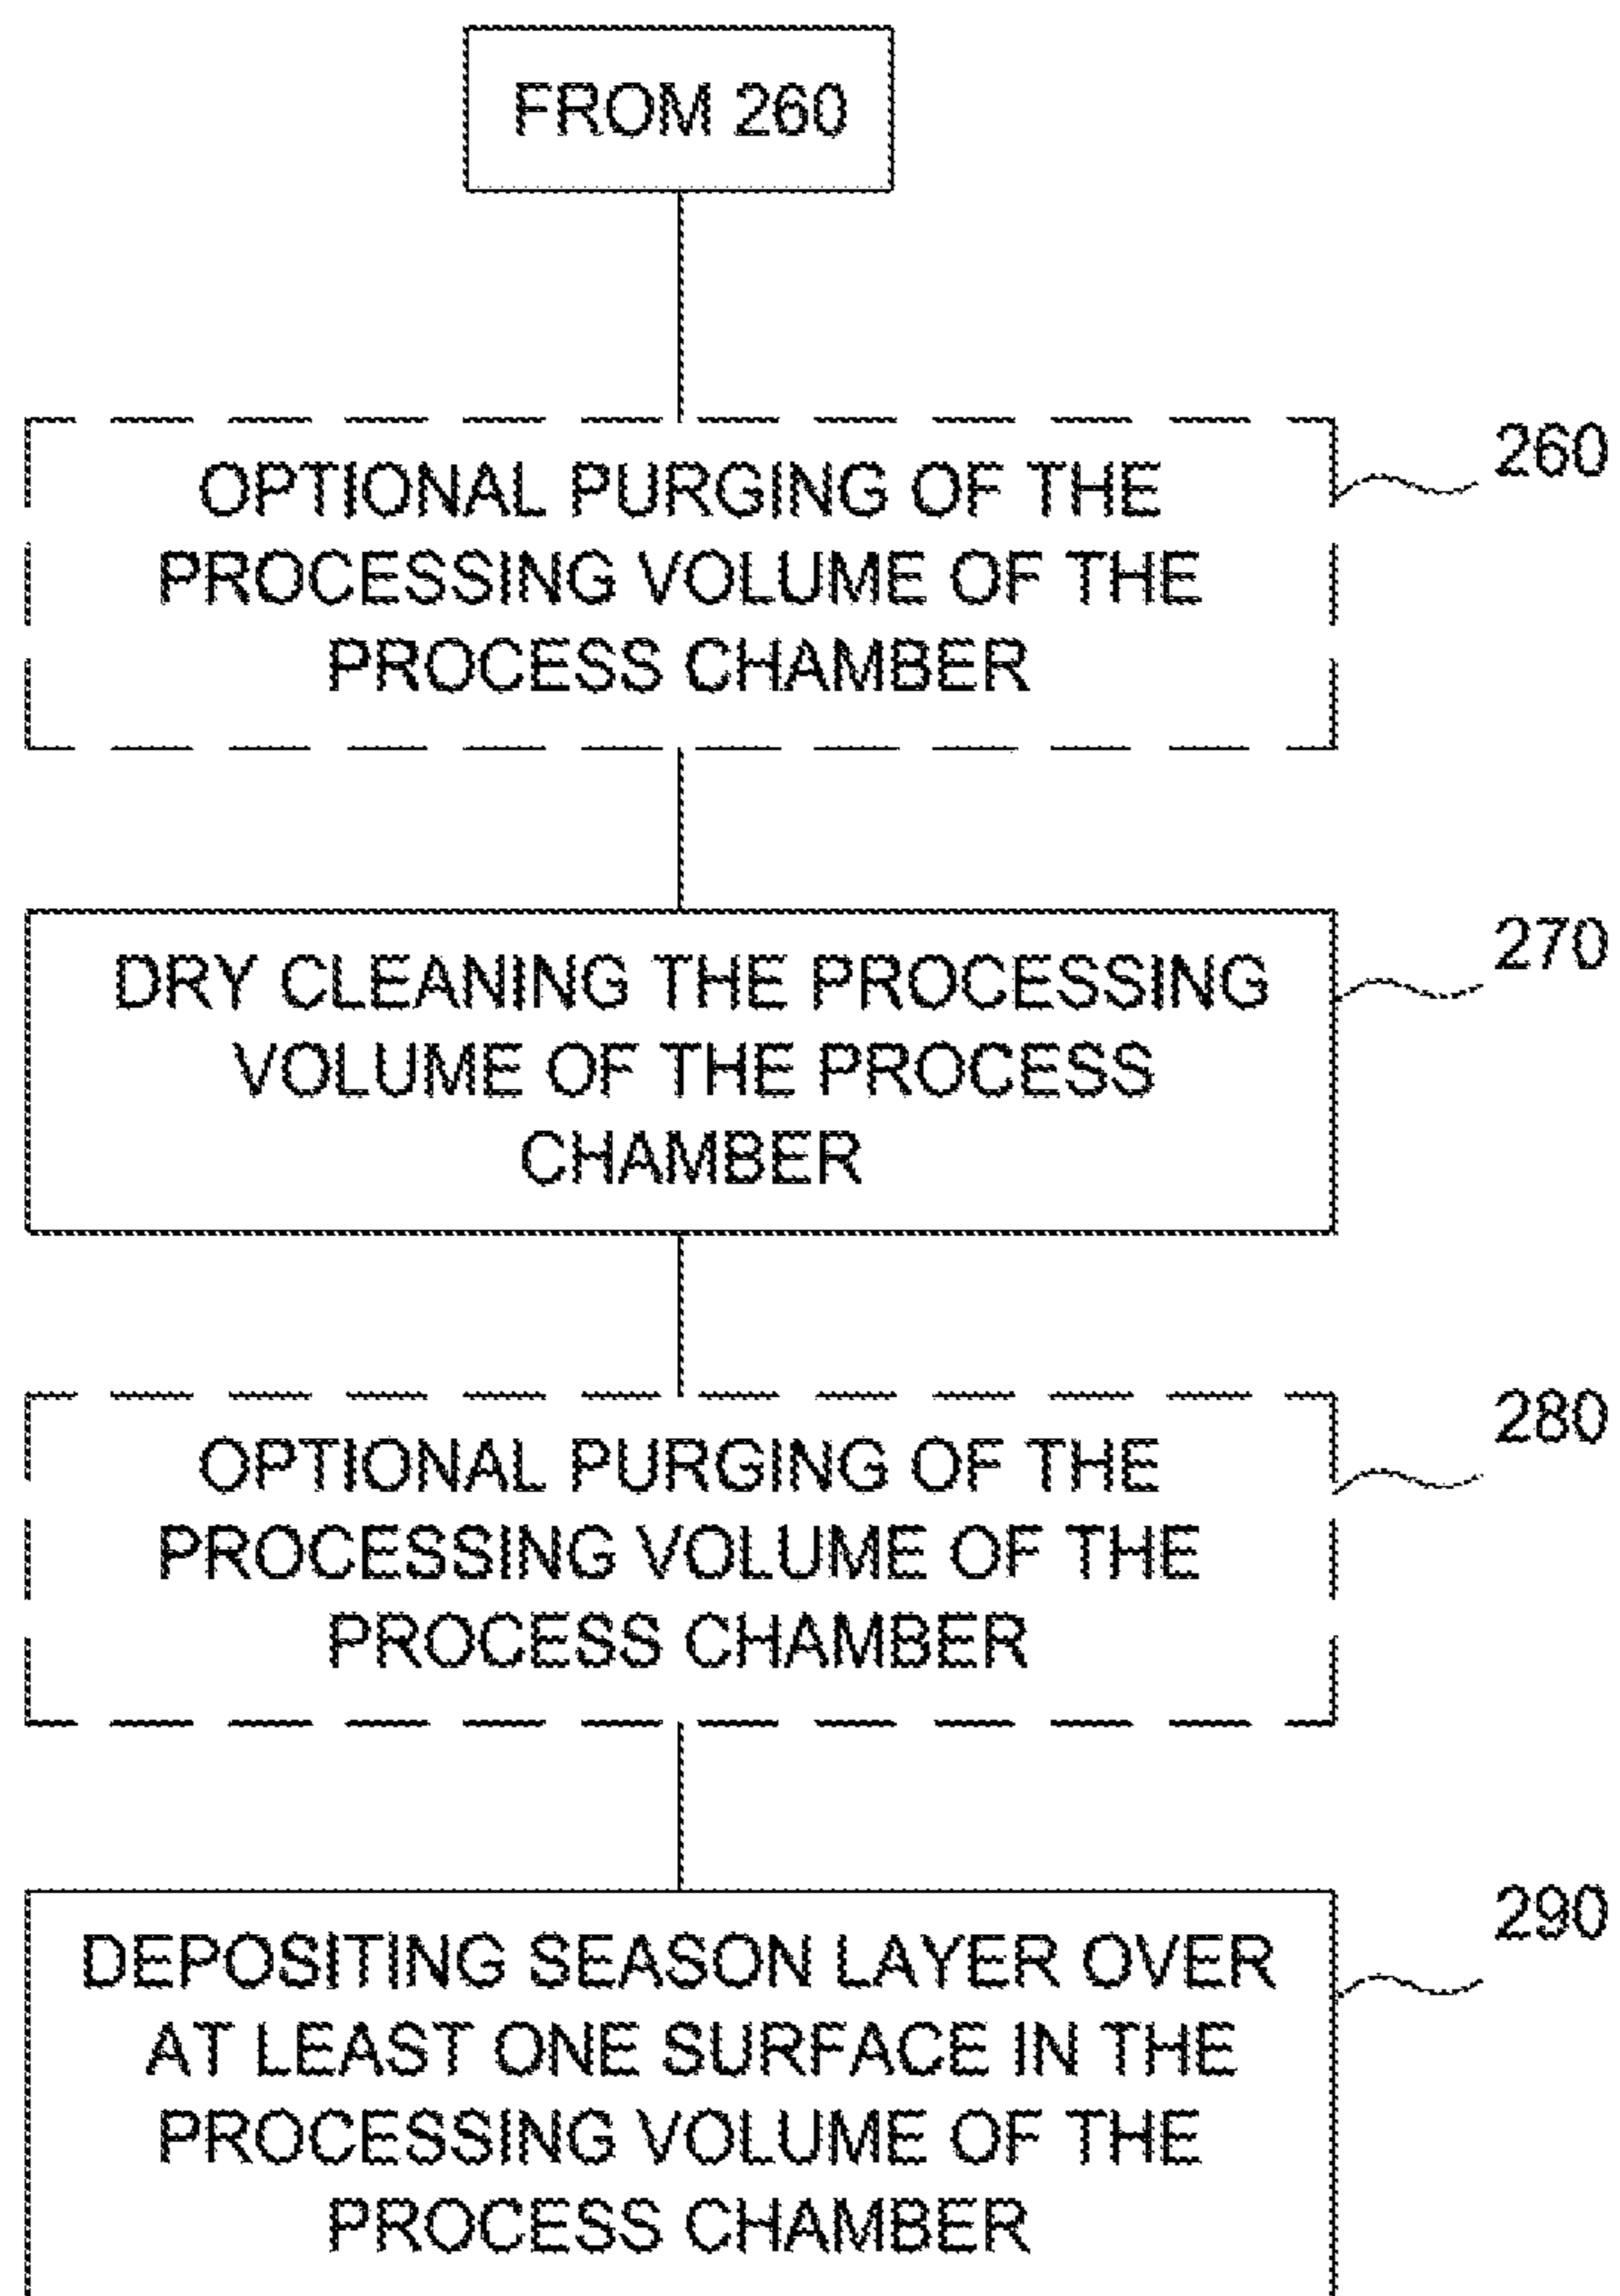 FROM 260
OPTIONAL PURGING OF THE
PROCESSING VOLUME OF THE
PROCESS CHAMBER
260
DRY CLEANING THE PROCESSING
VOLUME OF THE PROCESS
CHAMBER
270
OPTIONAL PURGING OF THE
PROCESSING VOLUME OF THE
PROCESS CHAMBER
280
DEPOSITING SEASON LAYER OVER
AT LEAST ONE SURFACE IN THE
PROCESSING VOLUME OF THE
PROCESS CHAMBER
290